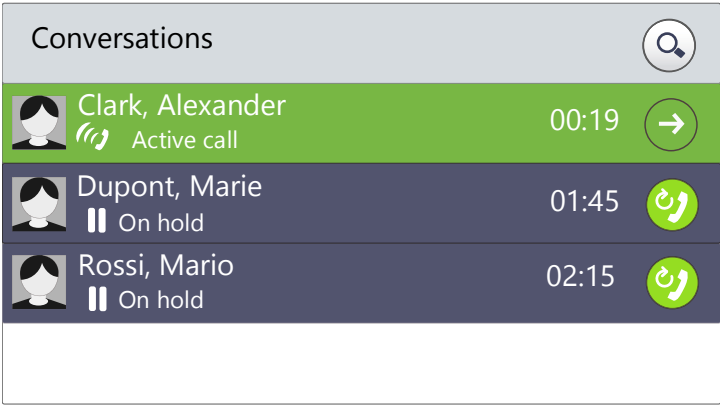 Conversations
Clark, Alexander
00:19
Active call
Dupont, Marie
01:45
On hold
Rossi, Mario
02:15
On hold